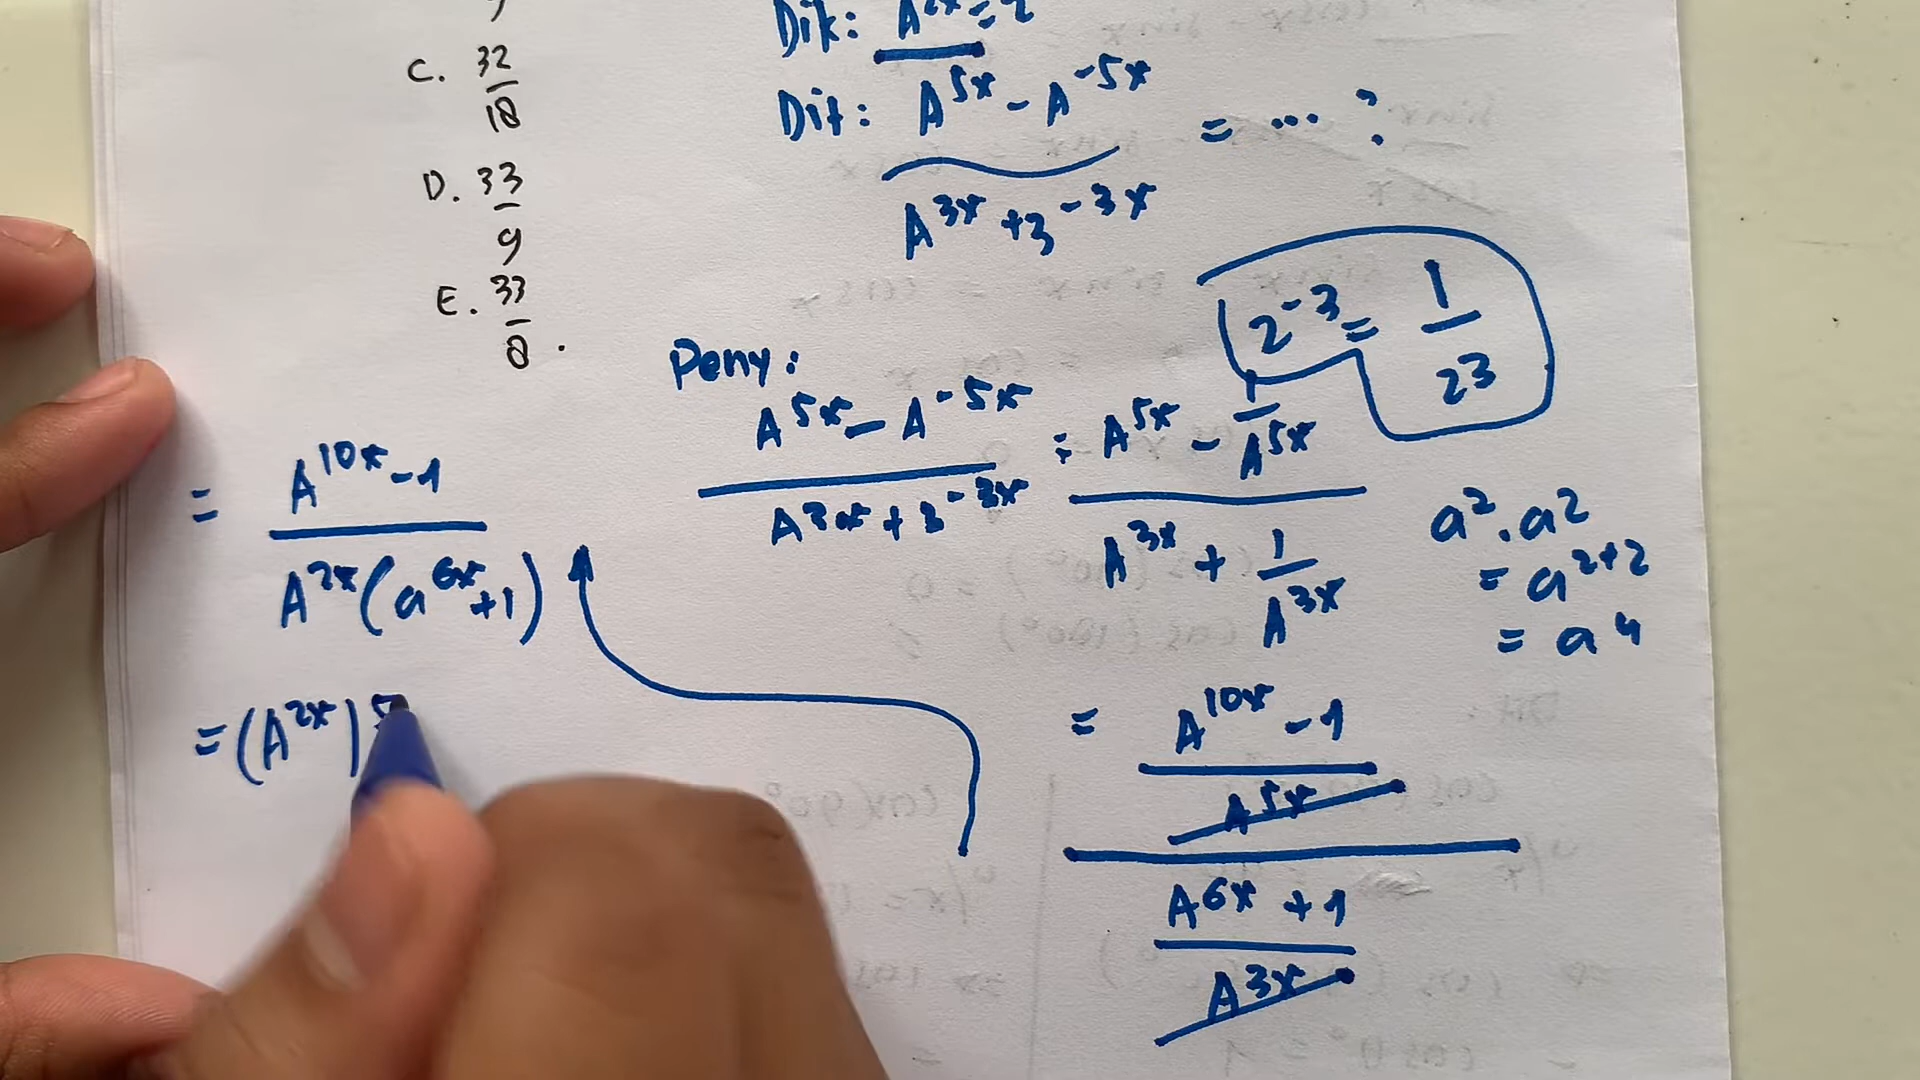 C. 32/18
D. 33/9
E. 33/8.
Dik: A^2x = 2
Dit: A^5x - A^-5x / A^3x + 3^-3x = ... ?
2^-3 = 1/2^3
Peny:
A^5x - A^-5x / A^3x + 3^-3x = A^5x - 1/A^5x / A^3x + 1/A^3x
a^2 . a^2
= a^2+2
= a^4
= A^10x - 1 / A^5x / A^6x + 1 / A^3x
= A^10x - 1 / A^2x (a^6x + 1)
= (A^2x)^5